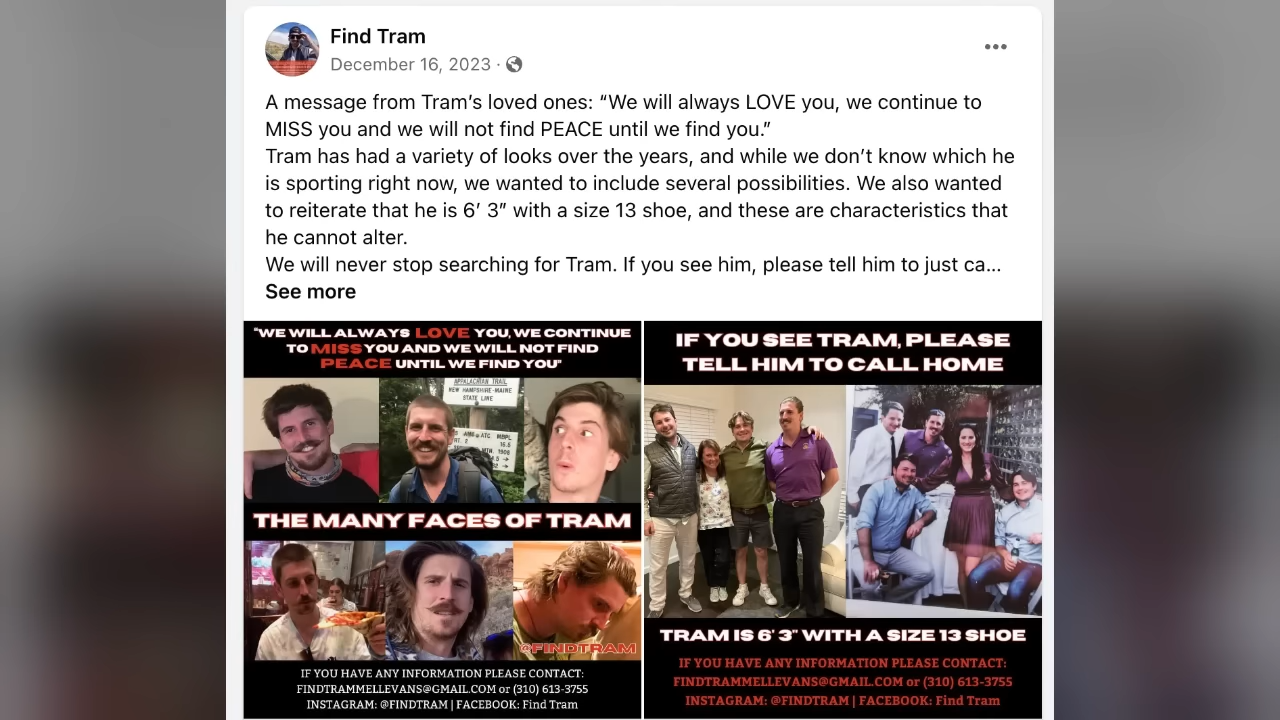 Find Tram
December 16, 2023 ·
A message from Tram’s loved ones: “We will always LOVE you, we continue to
MISS you and we will not find PEACE until we find you.”
Tram has had a variety of looks over the years, and while we don’t know which he
is sporting right now, we wanted to include several possibilities. We also wanted
to reiterate that he is 6’ 3” with a size 13 shoe, and these are characteristics that
he cannot alter.
We will never stop searching for Tram. If you see him, please tell him to just ca...
See more
"WE WILL ALWAYS LOVE YOU, WE CONTINUE
TO MISS YOU AND WE WILL NOT FIND
PEACE UNTIL WE FIND YOU"
APPALACHIAN TRAIL
NEW HAMPSHIRE-MAINE
STATE LINE
THE MANY FACES OF TRAM
@FINDTRAM
IF YOU HAVE ANY INFORMATION PLEASE CONTACT:
FINDTRAMMELLEVANS@GMAIL.COM or (310) 613-3755
INSTAGRAM: @FINDTRAM | FACEBOOK: Find Tram
IF YOU SEE TRAM, PLEASE
TELL HIM TO CALL HOME
TRAM IS 6' 3" WITH A SIZE 13 SHOE
IF YOU HAVE ANY INFORMATION PLEASE CONTACT:
FINDTRAMMELLEVANS@GMAIL.COM or (310) 613-3755
INSTAGRAM: @FINDTRAM | FACEBOOK: Find Tram